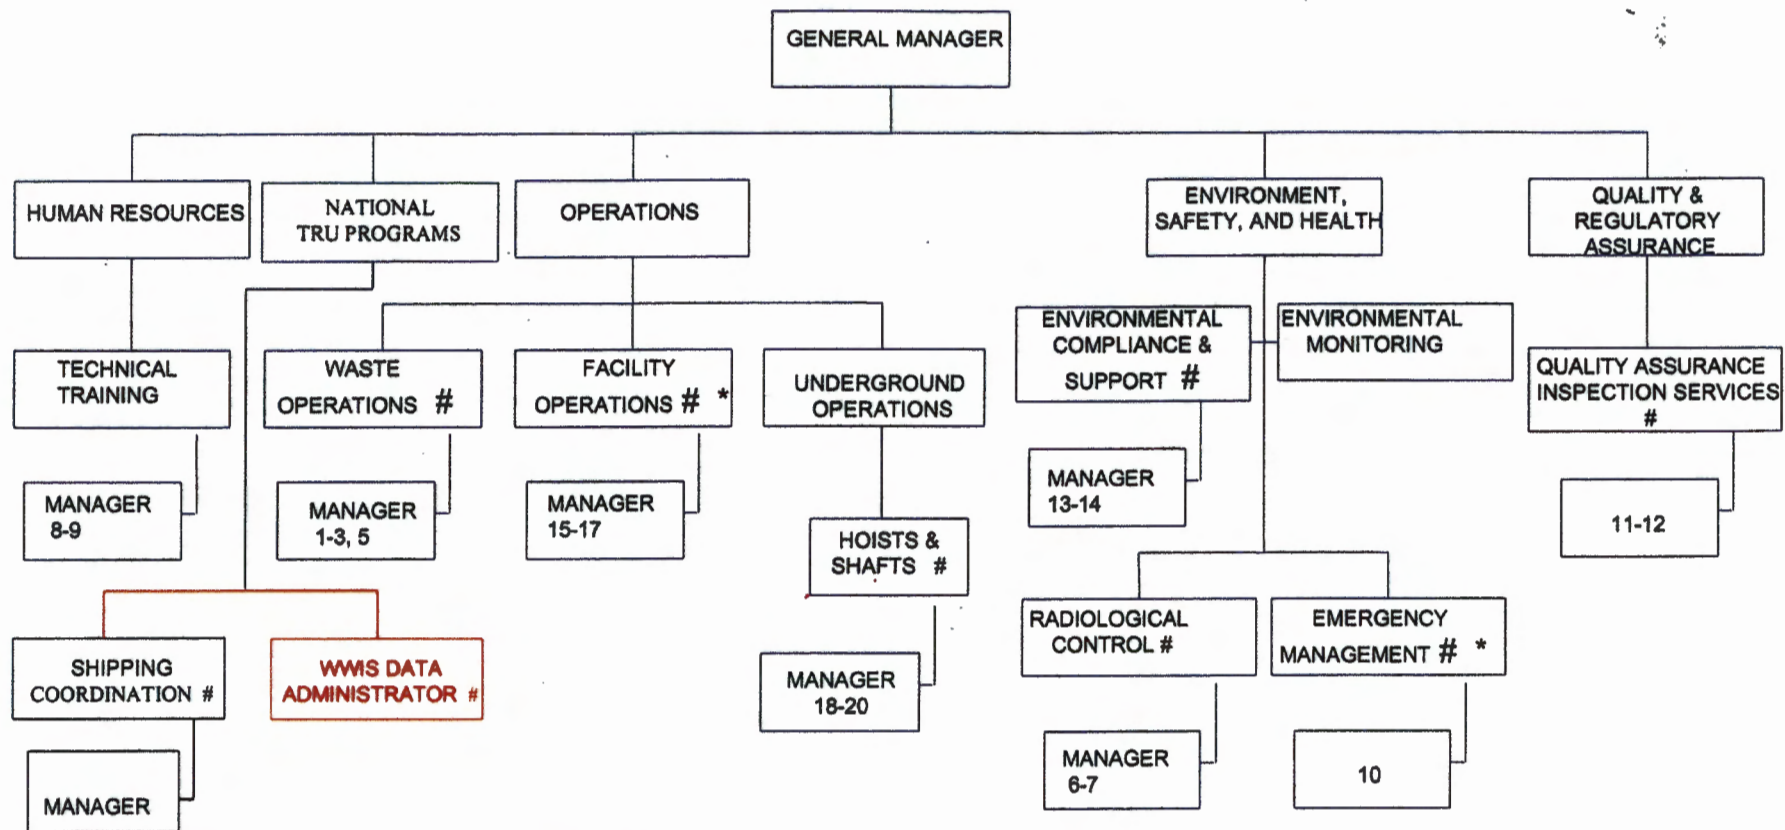 GENERAL MANAGER
HUMAN RESOURCES
NATIONAL
TRU PROGRAMS
OPERATIONS
ENVIRONMENT,
SAFETY, AND HEALTH
QUALITY &
REGULATORY
ASSURANCE
TECHNICAL
TRAINING
WASTE
OPERATIONS #
FACILITY
OPERATIONS # *
UNDERGROUND
OPERATIONS
ENVIRONMENTAL
COMPLIANCE &
SUPPORT #
ENVIRONMENTAL
MONITORING
QUALITY ASSURANCE
INSPECTION SERVICES
#
MANAGER
8-9
MANAGER
1-3, 5
MANAGER
15-17
HOISTS &
SHAFTS #
MANAGER
13-14
11-12
SHIPPING
COORDINATION #
WWIS DATA
ADMINISTRATOR #
MANAGER
18-20
RADIOLOGICAL
CONTROL #
EMERGENCY
MANAGEMENT # *
MANAGER
MANAGER
6-7
10